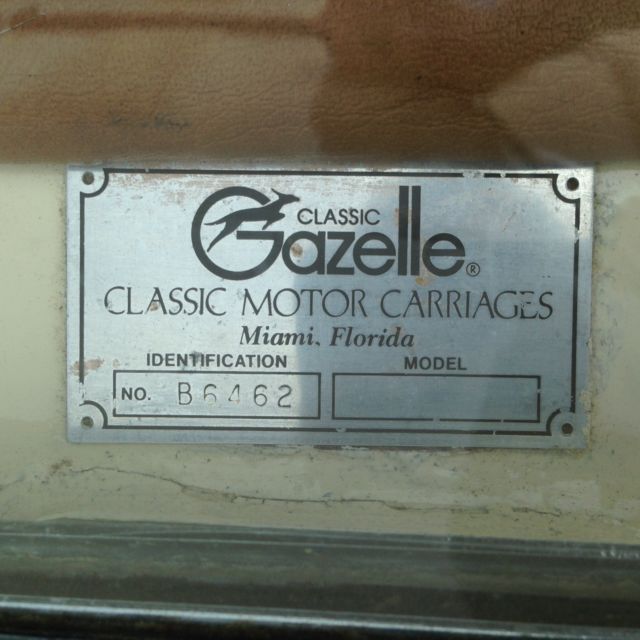 CLASSIC
Gazelle®
CLASSIC MOTOR CARRIAGES
Miami, Florida
IDENTIFICATION MODEL
NO. B6462